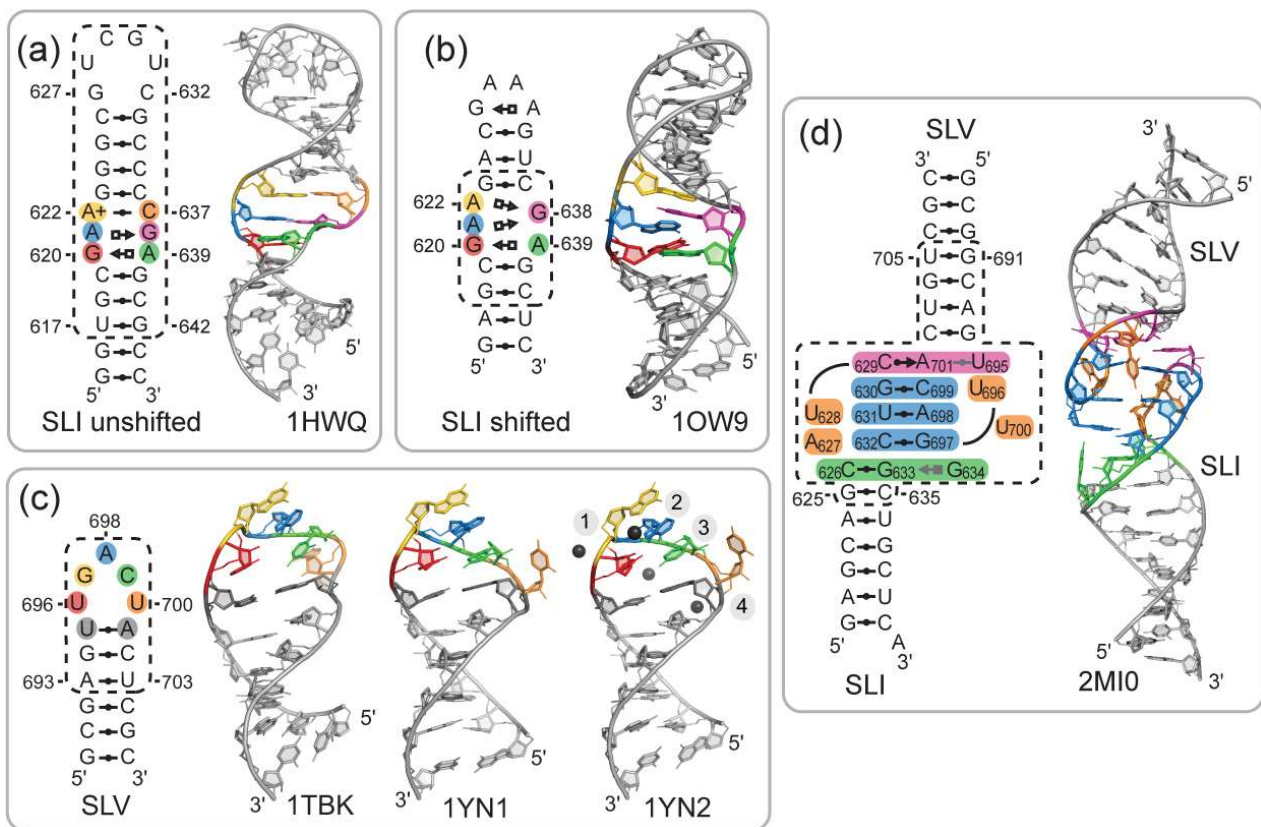 (a)
C G
U U
627 G C 632
C G
G C
G C
G C
622 A+ C 637
A G
620 G A 639
C G
G C
617 U G 642
G C
G C
5' 3'
SLI unshifted
5'
3'
1HWQ
(b)
A A
A
G A
C G
A U
G C
622 A G 638
A
620 G A 639
C G
G C
A U
G C
5' 3'
SLI shifted
5'
3'
1OW9
(c)
698
A
G C
696 U U 700
U A
G C
693 A U 703
G C
C G
G C
5' 3'
SLV
5'
3'
1TBK
5'
3'
1YN1
1
2
3
4
5'
3'
1YN2
(d)
SLV
3' 5'
C G
G C
C G
705 U G 691
G C
U A
C G
629C A701 U695
630G C699 U696
U628 631U A698 U700
A627 632C G697
626C G633 G634
625 G C 635
A U
C G
G C
A U
G C
5' A
3'
SLI
3'
5'
SLV
SLI
5'
3'
2MI0